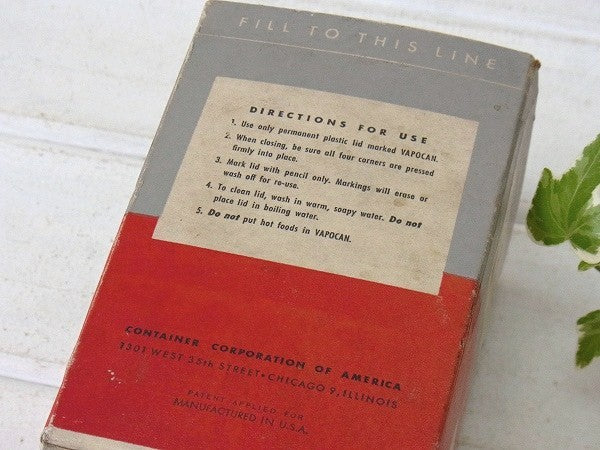 FILL TO THIS LINE
DIRECTIONS FOR USE
1. Use only permanent plastic lid marked VAPOCAN.
2. When closing, be sure all four corners are pressed
firmly into place.
3. Mark lid with pencil only. Markings will erase or
wash off for re-use.
4. To clean lid, wash in warm, soapy water. Do not
place lid in boiling water.
5. Do not put hot foods in VAPOCAN.
CONTAINER CORPORATION OF AMERICA
1301 WEST 35th STREET • CHICAGO 9, ILLINOIS
PATENT APPLIED FOR
MANUFACTURED IN U.S.A.